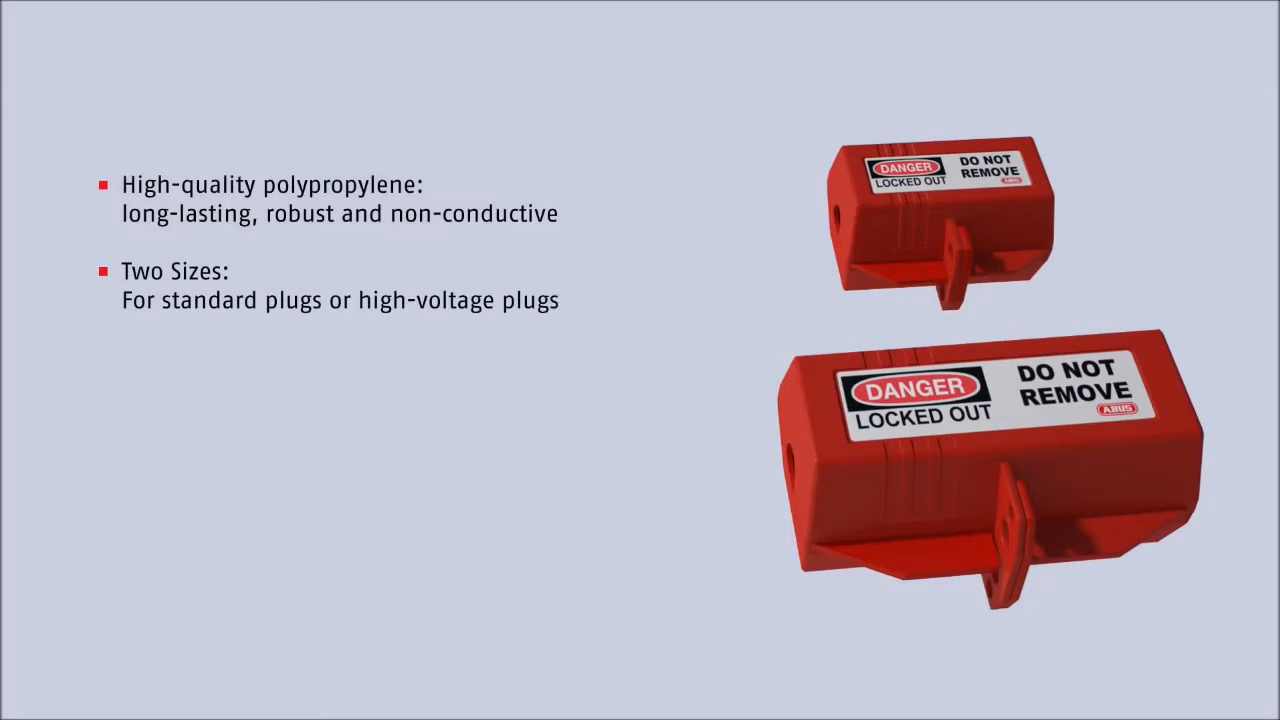 High-quality polypropylene:
long-lasting, robust and non-conductive
Two Sizes:
For standard plugs or high-voltage plugs
DANGER
LOCKED OUT
DO NOT
REMOVE
ABUS
DANGER
LOCKED OUT
DO NOT
REMOVE
ABUS